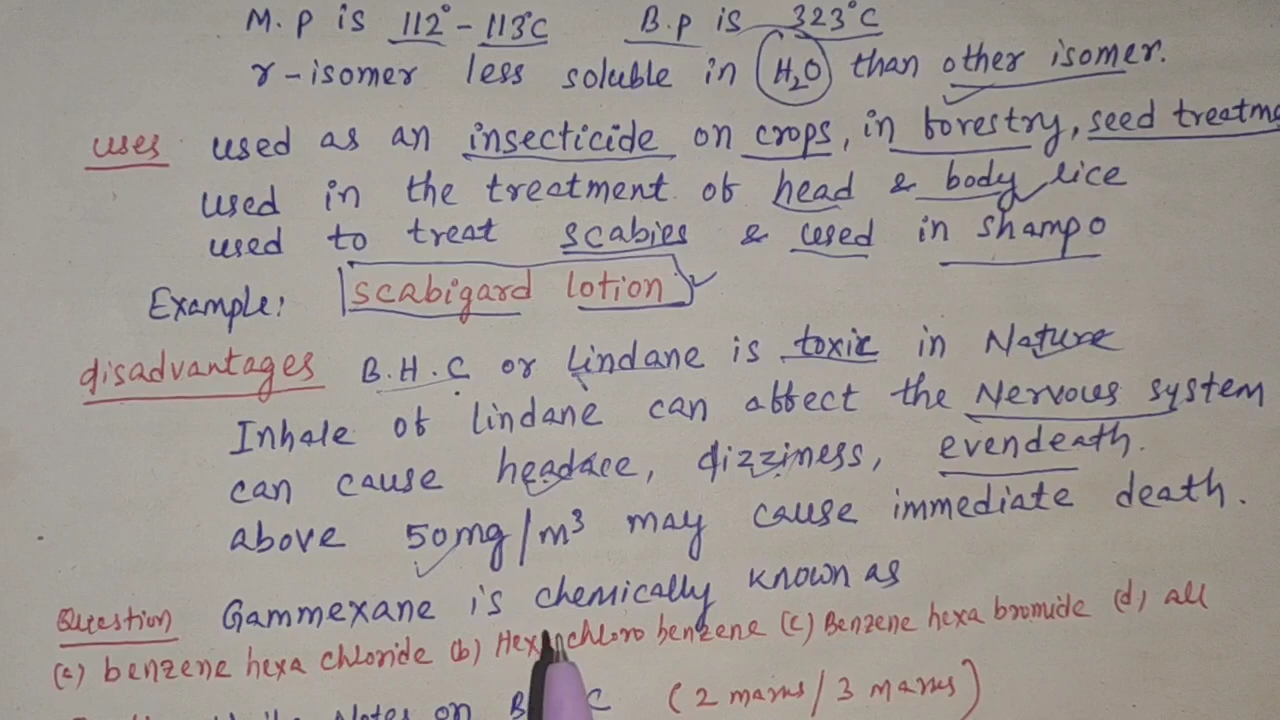 M.p is 112° - 113°C B.p is 323°C
γ-isomer less soluble in H₂O than other isomer.
uses used as an insecticide on crops, in forestry, seed treatme
used in the treatment of head & body lice
used to treat scabies & used in shampo
Example: scabigard lotion
disadvantages B.H.C or Lindane is toxic in Nature
Inhale of lindane can affect the Nervous system
can cause headace, dizziness, evendeath.
above 50mg/m³ may cause immediate death.
Question Gammexane is chemically known as
(a) benzene hexa chloride (b) Hexachloro benzene (c) Benzene hexa bromide (d) all
Notes on B C (2 marks / 3 marks)